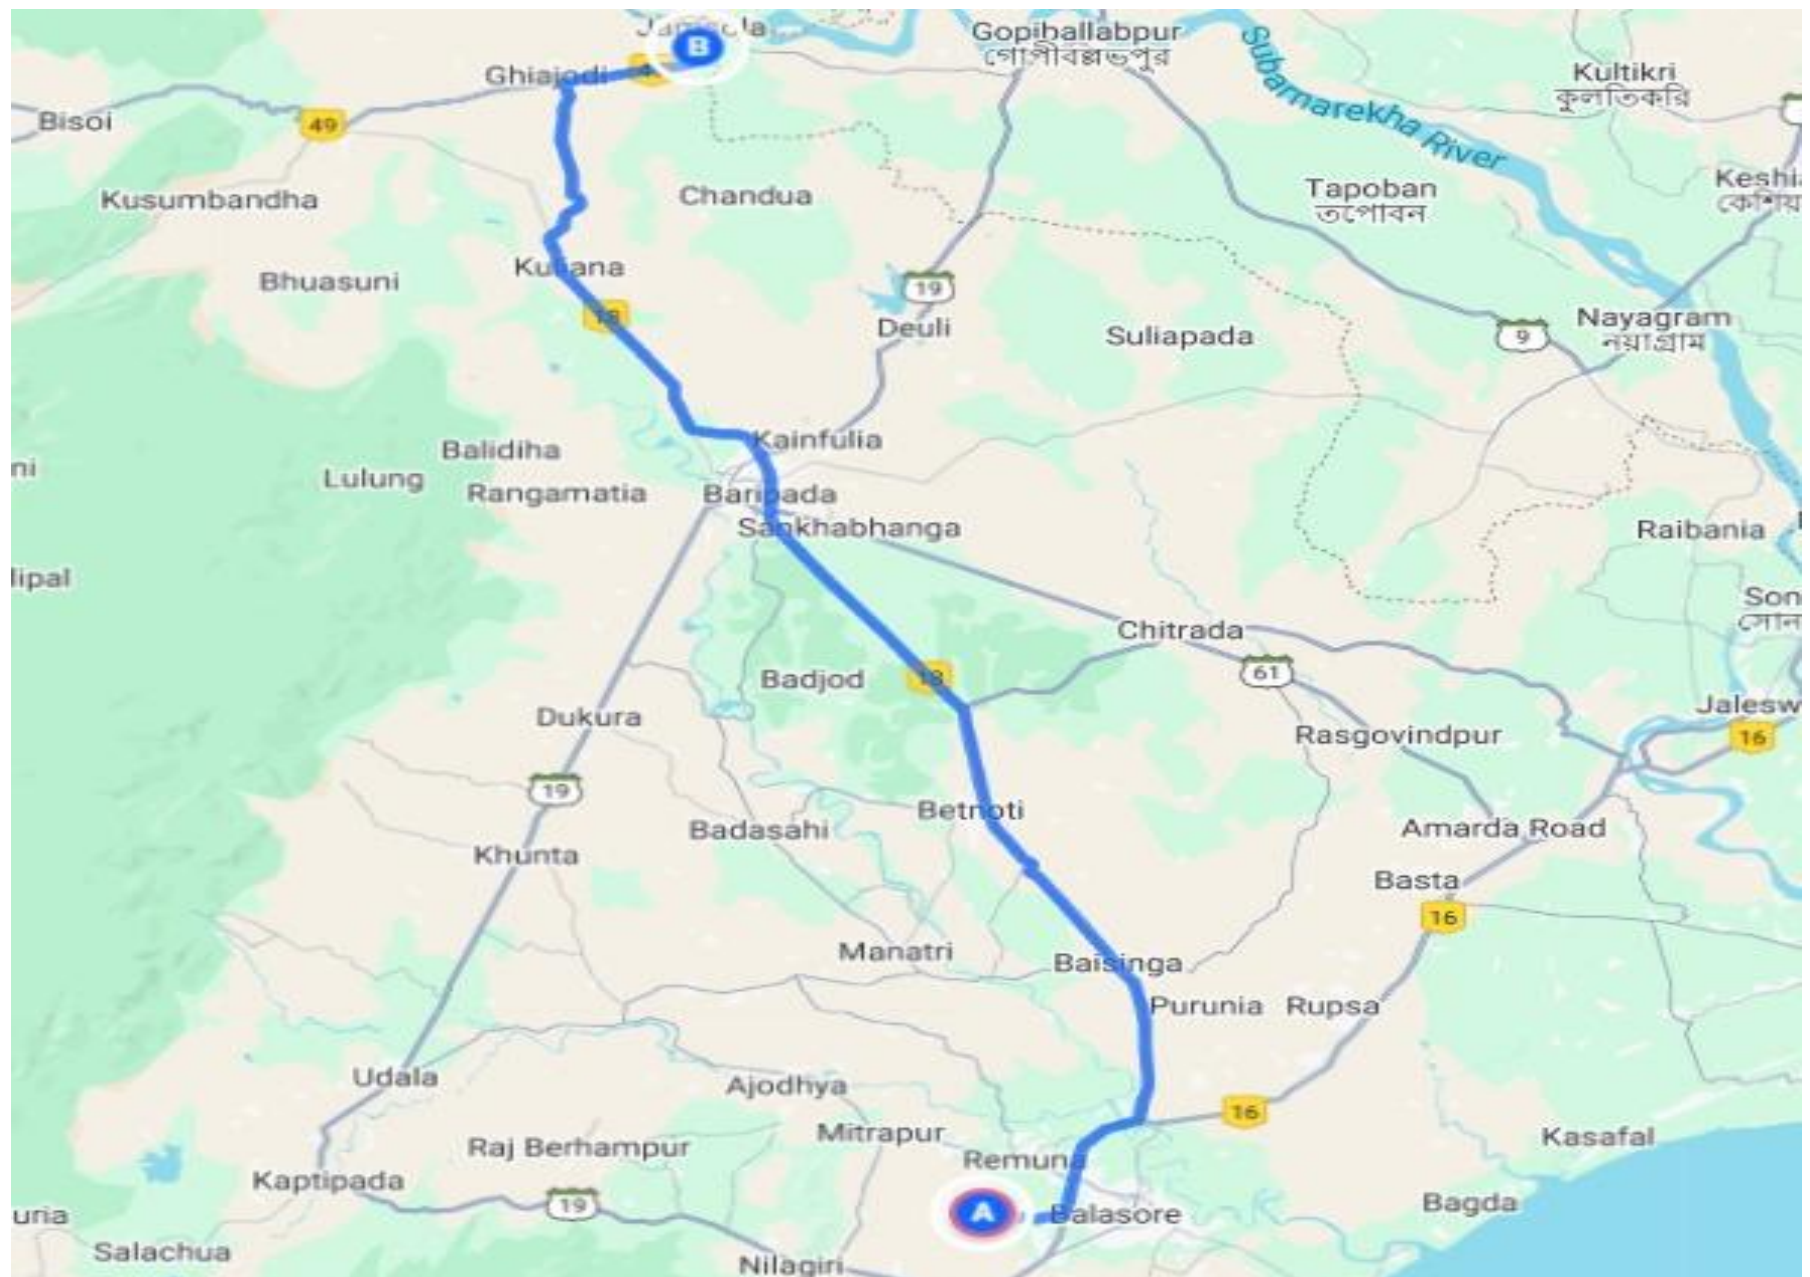 Gopiballabpur
গোপীবল্লভপুর
B
Ghiajodi
Kultikri
কুলতিকরি
Subarnarekha River
Bisoi
49
Kusumbandha
Chandua
Tapoban
তপোবন
Bhuasuni
Kuliana
18
19
Deuli
Suliapada
9
Nayagram
নয়াগ্রাম
Kainfulia
Balidiha
Lulung
Rangamatia
Baripada
Sankhabhanga
Raibania
Chitrada
61
Badjod
18
Dukura
Rasgovindpur
16
19
Betnoti
Badasahi
Amarda Road
Khunta
Basta
16
Manatri
Baisinga
Purunia
Rupsa
Udala
Ajodhya
16
Mitrapur
Kasafal
Raj Berhampur
Remuna
Kaptipada
19
A
Balasore
Bagda
Salachua
Nilagiri